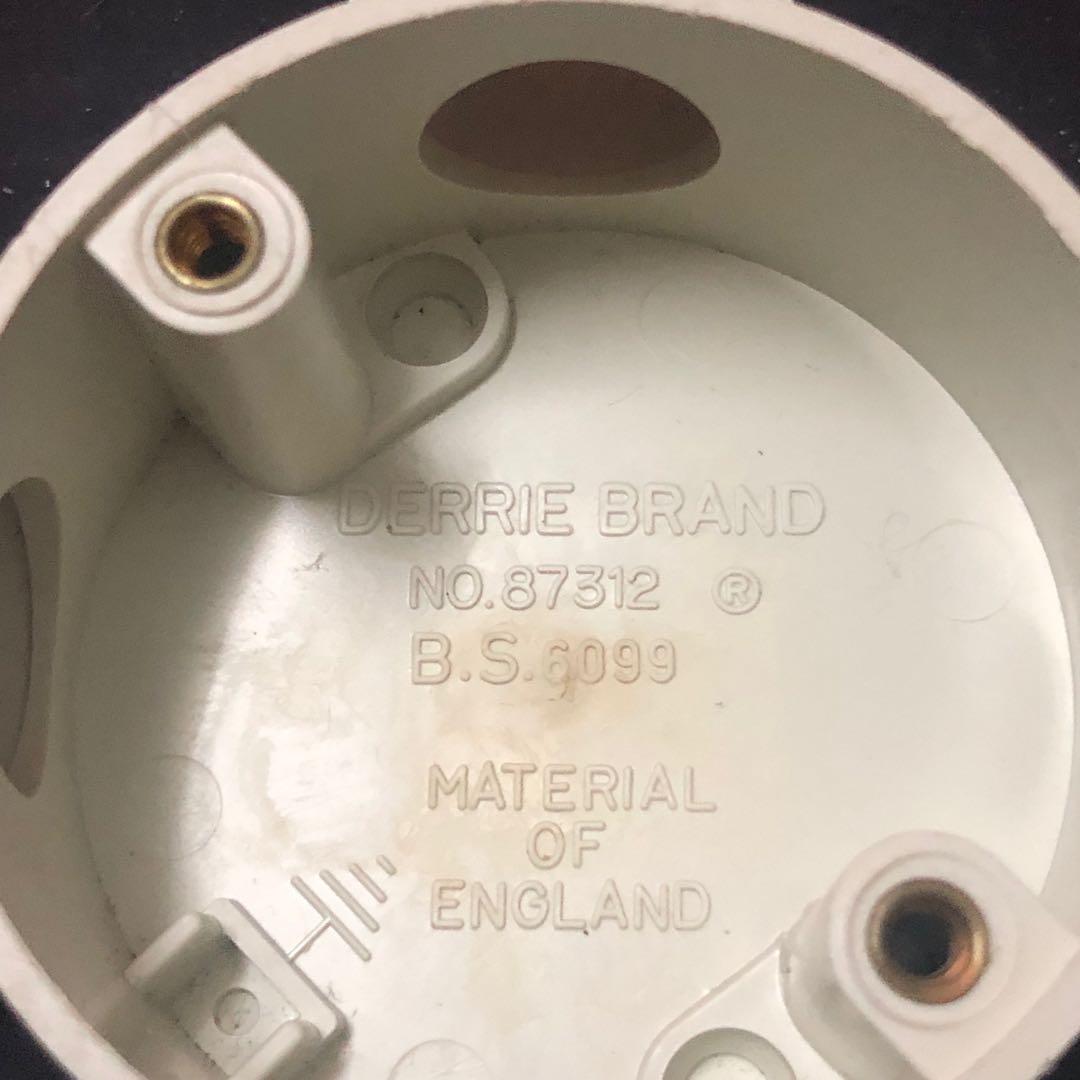 DERRIE BRAND
NO.87312 ®
B.S.6099
MATERIAL
OF
ENGLAND